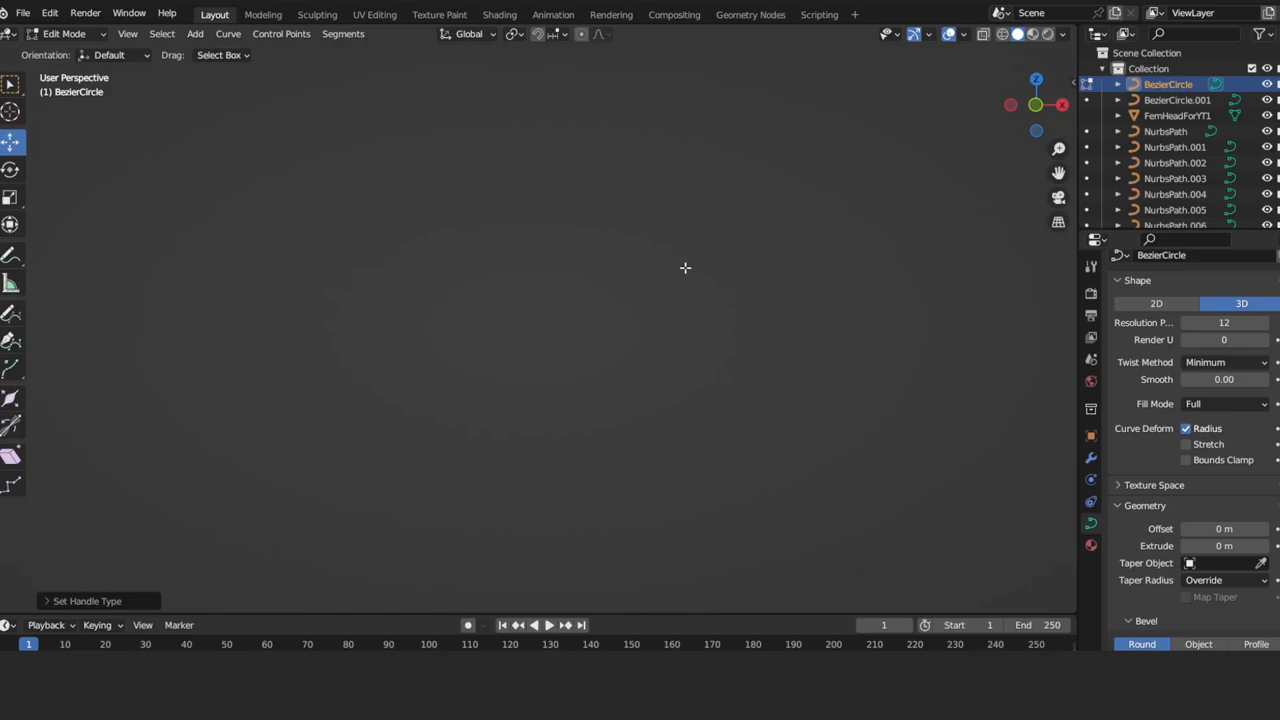 File Edit Render Window Help Layout Modeling Sculpting UV Editing Texture Paint Shading Animation Rendering Compositing Geometry Nodes Scripting + Scene ViewLayer
Edit Mode View Select Add Curve Control Points Segments Global
Orientation: Default Drag: Select Box
User Perspective
(1) BezierCircle
Z
X
Scene Collection
Collection
BezierCircle
BezierCircle.001
FemHeadForYT1
NurbsPath
NurbsPath.001
NurbsPath.002
NurbsPath.003
NurbsPath.004
NurbsPath.005
NurbsPath.006
BezierCircle
Shape
2D 3D
Resolution P... 12
Render U 0
Twist Method Minimum
Smooth 0.00
Fill Mode Full
Curve Deform Radius
Stretch
Bounds Clamp
Texture Space
Geometry
Offset 0 m
Extrude 0 m
Taper Object
Taper Radius Override
Map Taper
Bevel
Round Object Profile
Set Handle Type
Playback Keying View Marker 1 Start 1 End 250
1 10 20 30 40 50 60 70 80 90 100 110 120 130 140 150 160 170 180 190 200 210 220 230 240 250